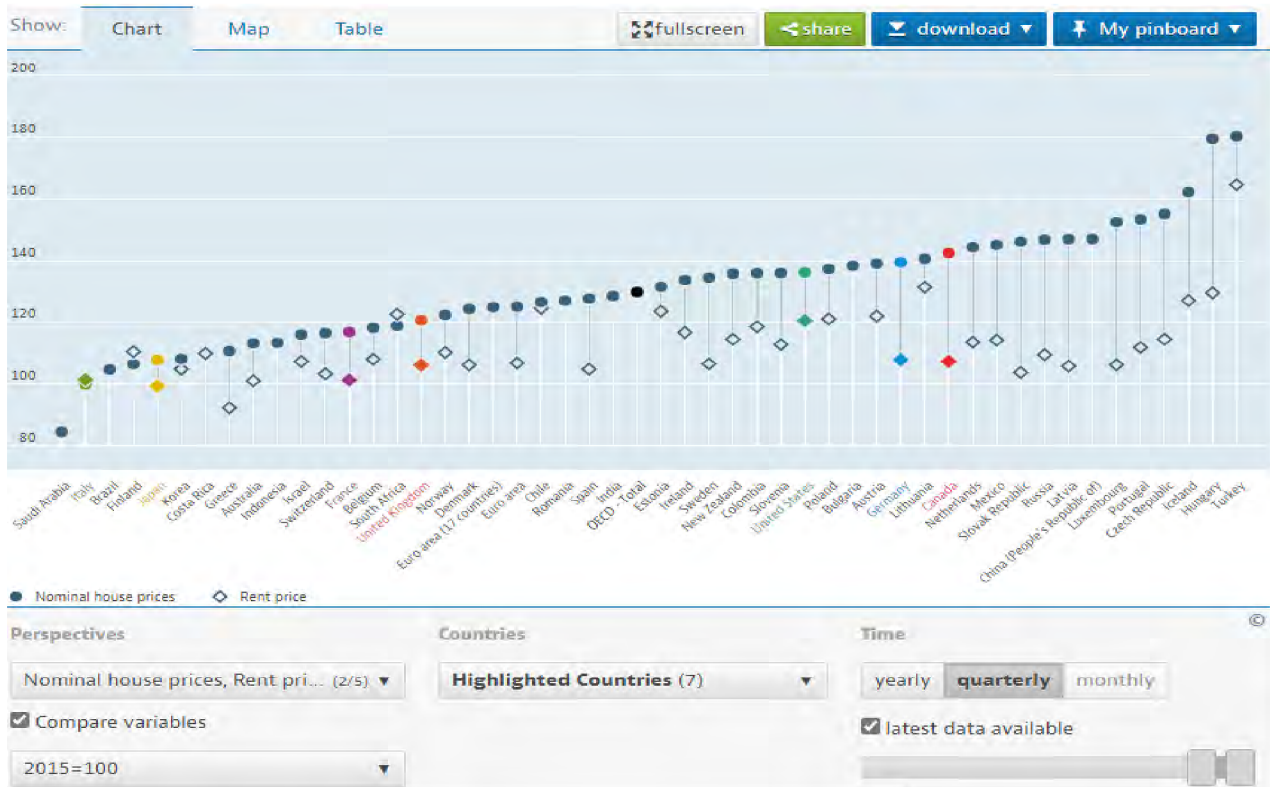 Show: Chart Map Table fullscreen share download ▼ My pinboard ▼
200
180
160
140
120
100
80
Saudi Arabia
Italy
Brazil
Finland
Japan
Korea
Costa Rica
Greece
Australia
Indonesia
Israel
Switzerland
France
Belgium
South Africa
United Kingdom
Norway
Denmark
Euro area (17 countries)
Euro area
Chile
Romania
Spain
India
OECD - Total
Estonia
Ireland
Sweden
New Zealand
Colombia
Slovenia
United States
Poland
Bulgaria
Austria
Germany
Lithuania
Canada
Netherlands
Mexico
Slovak Republic
Russia
Latvia
China (People's Republic of)
Luxembourg
Portugal
Czech Republic
Iceland
Hungary
Turkey
Nominal house prices Rent price
©
Perspectives Countries Time
Nominal house prices, Rent pri... (2/5) ▼ Highlighted Countries (7) ▼ yearly quarterly monthly
Compare variables latest data available
2015=100 ▼